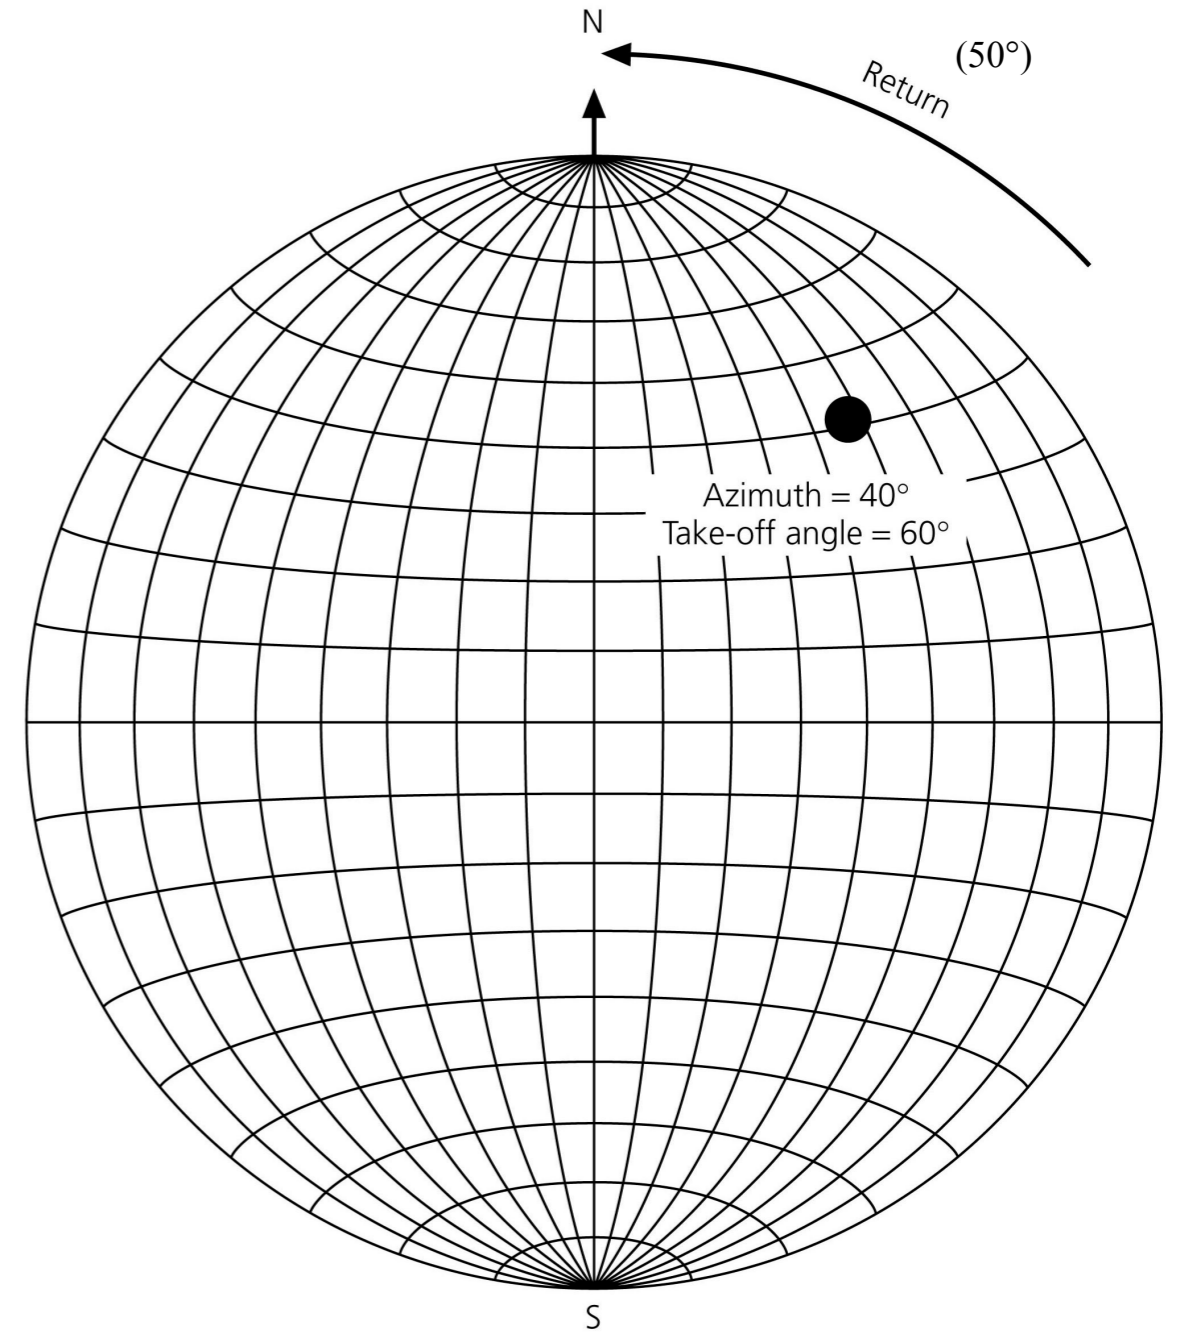 N
(50°)
Return
Azimuth = 40°
Take-off angle = 60°
S